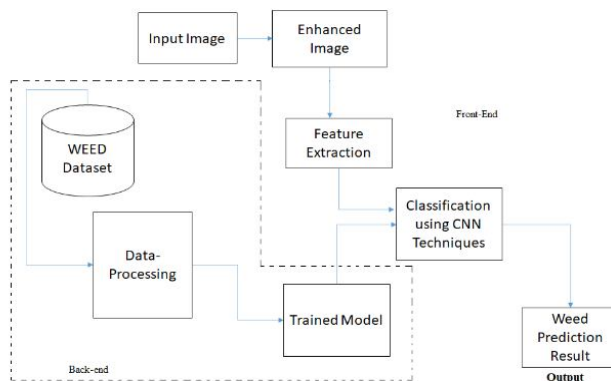 Input Image
Enhanced
Image
Front-End
WEED
Dataset
Feature
Extraction
Classification
using CNN
Techniques
Data-
Processing
Trained Model
Weed
Prediction
Result
Back-end
Output